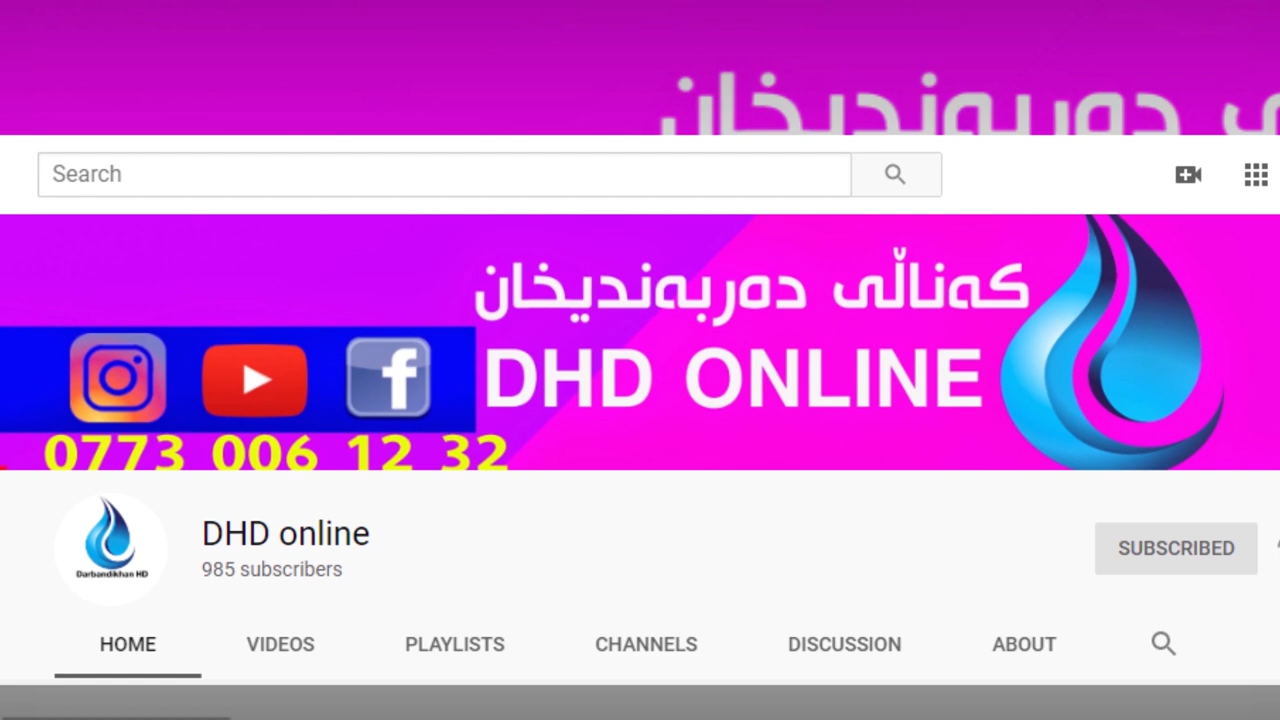 ی دەربەندیخان
Search
کەناڵی دەربەندیخان
DHD ONLINE
0773 006 12 32
Darbandikhan HD
DHD online
985 subscribers
SUBSCRIBED
HOME VIDEOS PLAYLISTS CHANNELS DISCUSSION ABOUT